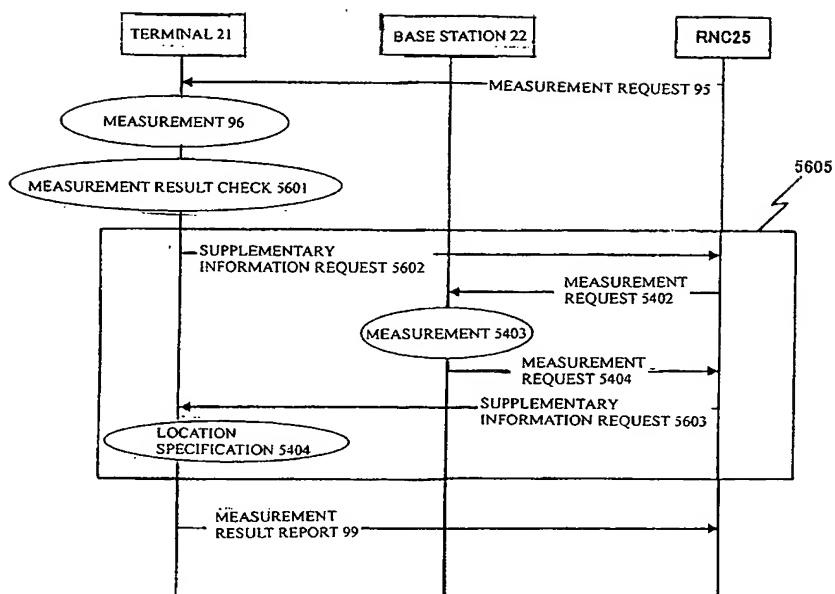 TERMINAL 21
BASE STATION 22
RNC25
MEASUREMENT REQUEST 95
MEASUREMENT 96
MEASUREMENT RESULT CHECK 5601
5605
SUPPLEMENTARY
INFORMATION REQUEST 5602
MEASUREMENT
REQUEST 5402
MEASUREMENT 5403
MEASUREMENT
REQUEST 5404
SUPPLEMENTARY
INFORMATION REQUEST 5603
LOCATION
SPECIFICATION 5404
MEASUREMENT
RESULT REPORT 99